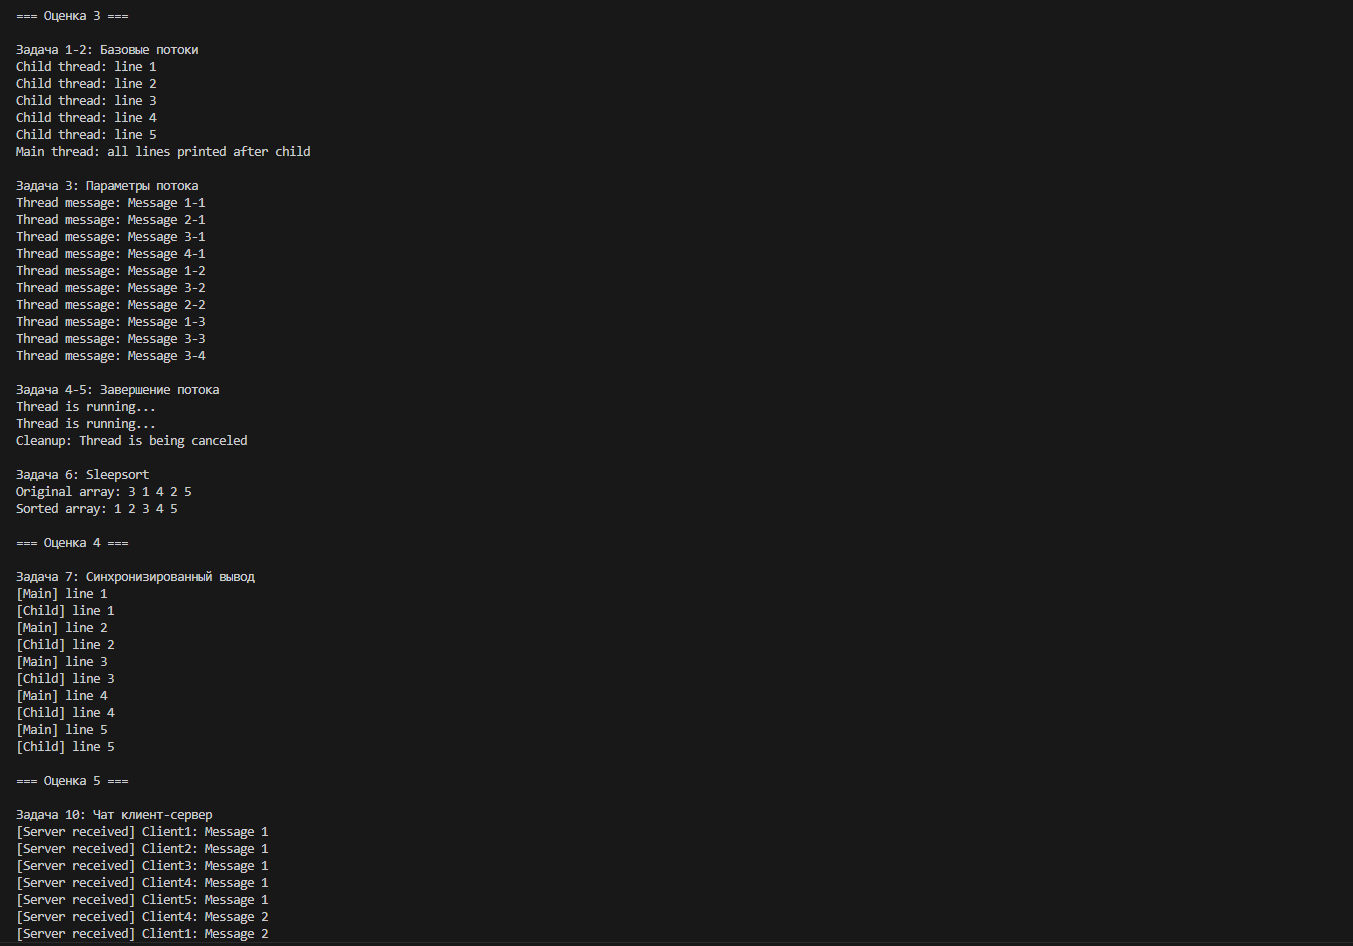 === Оценка 3 ===
Задача 1-2: Базовые потоки
Child thread: line 1
Child thread: line 2
Child thread: line 3
Child thread: line 4
Child thread: line 5
Main thread: all lines printed after child
Задача 3: Параметры потока
Thread message: Message 1-1
Thread message: Message 2-1
Thread message: Message 3-1
Thread message: Message 4-1
Thread message: Message 1-2
Thread message: Message 3-2
Thread message: Message 2-2
Thread message: Message 1-3
Thread message: Message 3-3
Thread message: Message 3-4
Задача 4-5: Завершение потока
Thread is running...
Thread is running...
Cleanup: Thread is being canceled
Задача 6: Sleepsort
Original array: 3 1 4 2 5
Sorted array: 1 2 3 4 5
=== Оценка 4 ===
Задача 7: Синхронизированный вывод
[Main] line 1
[Child] line 1
[Main] line 2
[Child] line 2
[Main] line 3
[Child] line 3
[Main] line 4
[Child] line 4
[Main] line 5
[Child] line 5
=== Оценка 5 ===
Задача 10: Чат клиент-сервер
[Server received] Client1: Message 1
[Server received] Client2: Message 1
[Server received] Client3: Message 1
[Server received] Client4: Message 1
[Server received] Client5: Message 1
[Server received] Client4: Message 2
[Server received] Client1: Message 2